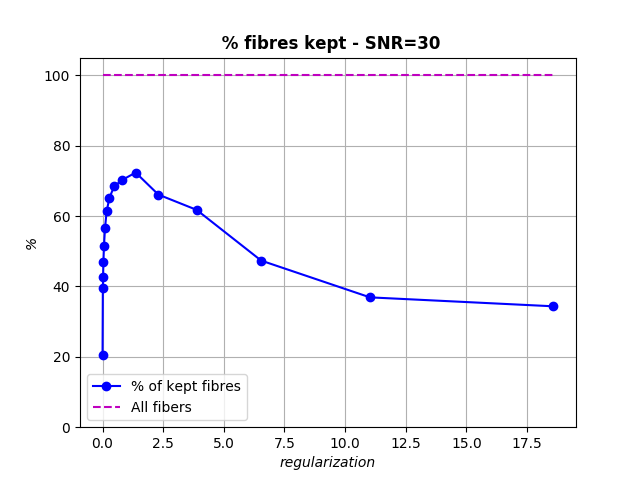 % fibres kept - SNR=30
100
80
60
40
20
0
%
% of kept fibres
All fibers
0.0 2.5 5.0 7.5 10.0 12.5 15.0 17.5
regularization